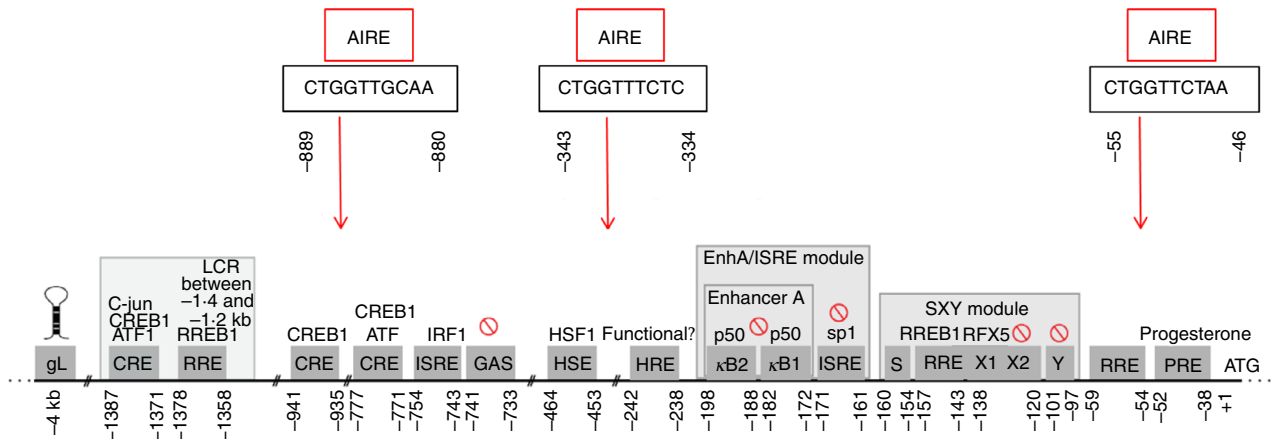 AIRE
AIRE
AIRE
CTGGTTGCAA
CTGGTTTCTC
CTGGTTCTAA
−889
−880
−343
−334
−55
−46
EnhA/ISRE module
Enhancer A
SXY module
LCR
between
−1·4 and
−1·2 kb
C-jun
CREB1
ATF1
RREB1
CREB1
CREB1
ATF
IRF1
HSF1
Functional?
p50
p50
sp1
RREB1
RFX5
Progesterone
gL
CRE
RRE
CRE
CRE
ISRE
GAS
HSE
HRE
κB2
κB1
ISRE
S
RRE
X1
X2
Y
RRE
PRE
ATG
−4 kb
−1387
−1371
−1378
−1358
−941
−935
−777
−771
−754
−743
−741
−733
−464
−453
−242
−238
−198
−188
−182
−172
−171
−161
−160
−154
−157
−143
−138
−120
−101
−97
−59
−54
−52
−38
+1